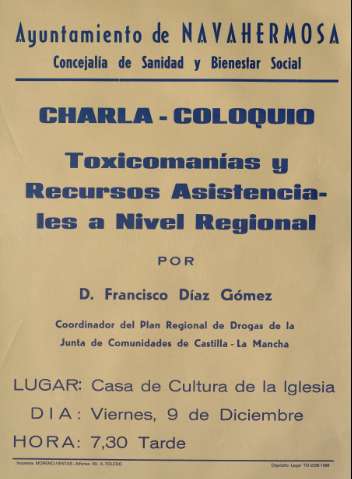 Ayuntamiento de NAVAHERMOSA
Concejalía de Sanidad y Bienestar Social
CHARLA - COLOQUIO
Toxicomanías y
Recursos Asistencia-
les a Nivel Regional
POR
D. Francisco Díaz Gómez
Coordinador del Plan Regional de Drogas de la
Junta de Comunidades de Castilla - La Mancha
LUGAR: Casa de Cultura de la Iglesia
DIA: Viernes, 9 de Diciembre
HORA: 7,30 Tarde
Depósito Legal